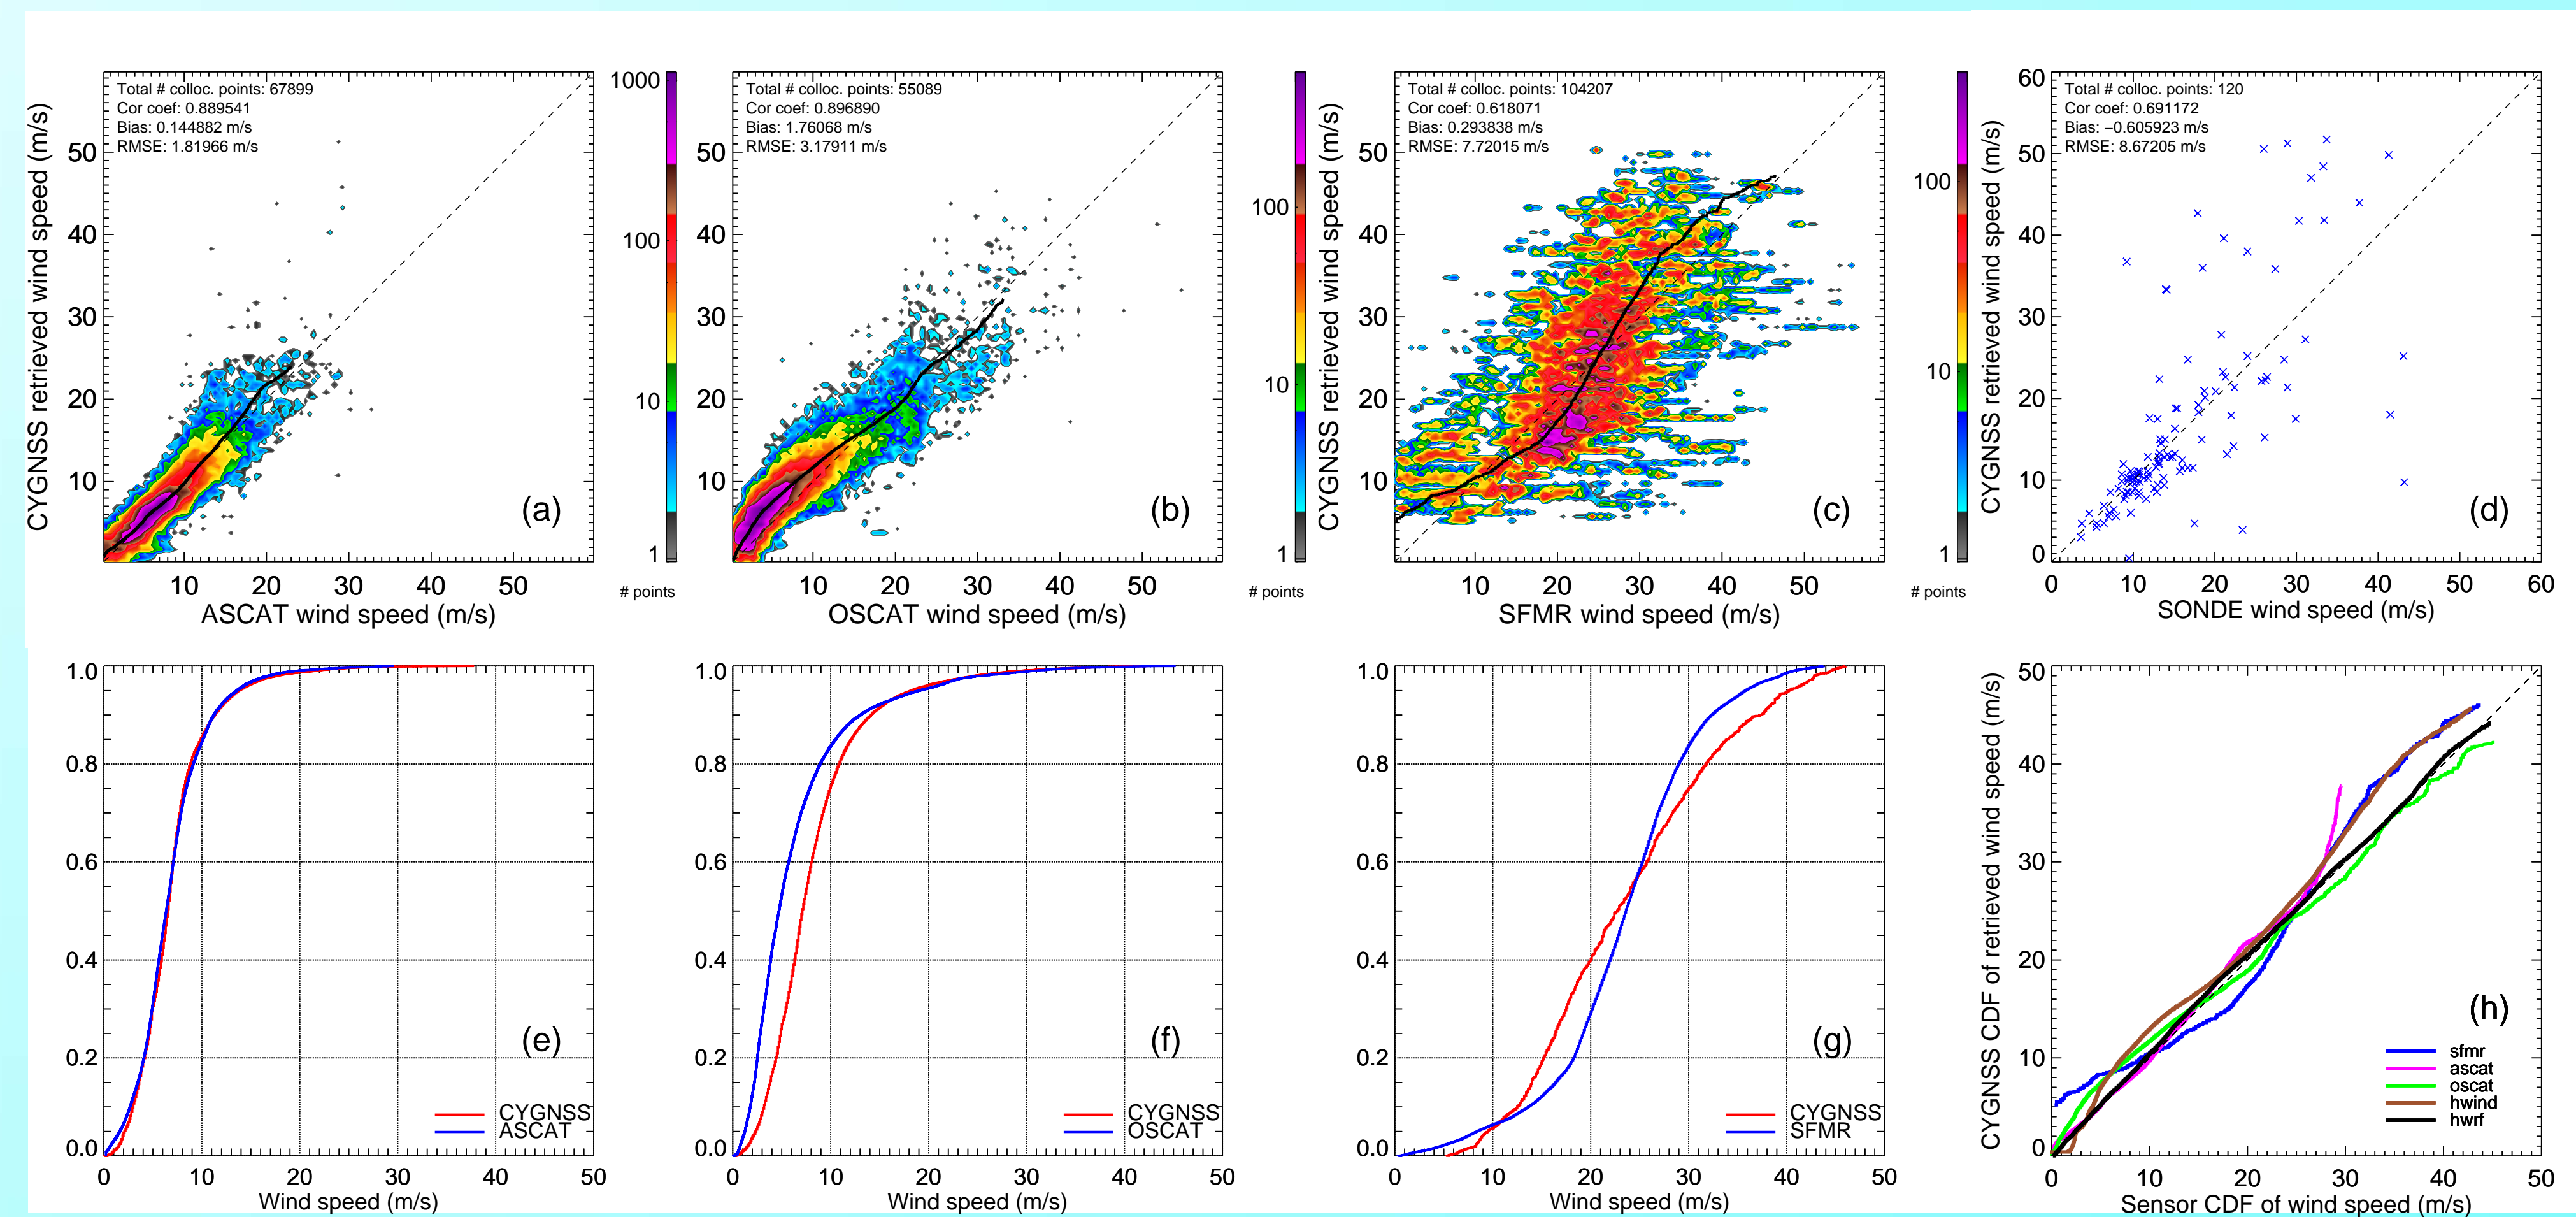 Total # colloc. points: 67899
Cor coef: 0.889541
Bias: 0.144882 m/s
RMSE: 1.81966 m/s
CYGNSS retrieved wind speed (m/s)
50
40
30
20
10
10 20 30 40 50
ASCAT wind speed (m/s)
(a)
1000
100
10
1
# points
Total # colloc. points: 55089
Cor coef: 0.896890
Bias: 1.76068 m/s
RMSE: 3.17911 m/s
50
40
30
20
10
10 20 30 40 50
OSCAT wind speed (m/s)
(b)
100
10
1
# points
Total # colloc. points: 104207
Cor coef: 0.618071
Bias: 0.293838 m/s
RMSE: 7.72015 m/s
CYGNSS retrieved wind speed (m/s)
50
40
30
20
10
10 20 30 40 50
SFMR wind speed (m/s)
(c)
100
10
1
# points
Total # colloc. points: 120
Cor coef: 0.691172
Bias: −0.605923 m/s
RMSE: 8.67205 m/s
CYGNSS retrieved wind speed (m/s)
60
50
40
30
20
10
0
0 10 20 30 40 50 60
SONDE wind speed (m/s)
(d)
1.0
0.8
0.6
0.4
0.2
0.0
(e)
CYGNSS
ASCAT
0 10 20 30 40 50
Wind speed (m/s)
1.0
0.8
0.6
0.4
0.2
0.0
(f)
CYGNSS
OSCAT
0 10 20 30 40 50
Wind speed (m/s)
1.0
0.8
0.6
0.4
0.2
0.0
(g)
CYGNSS
SFMR
0 10 20 30 40 50
Wind speed (m/s)
CYGNSS CDF of retrieved wind speed (m/s)
50
40
30
20
10
0
(h)
sfmr
ascat
oscat
hwind
hwrf
0 10 20 30 40 50
Sensor CDF of wind speed (m/s)